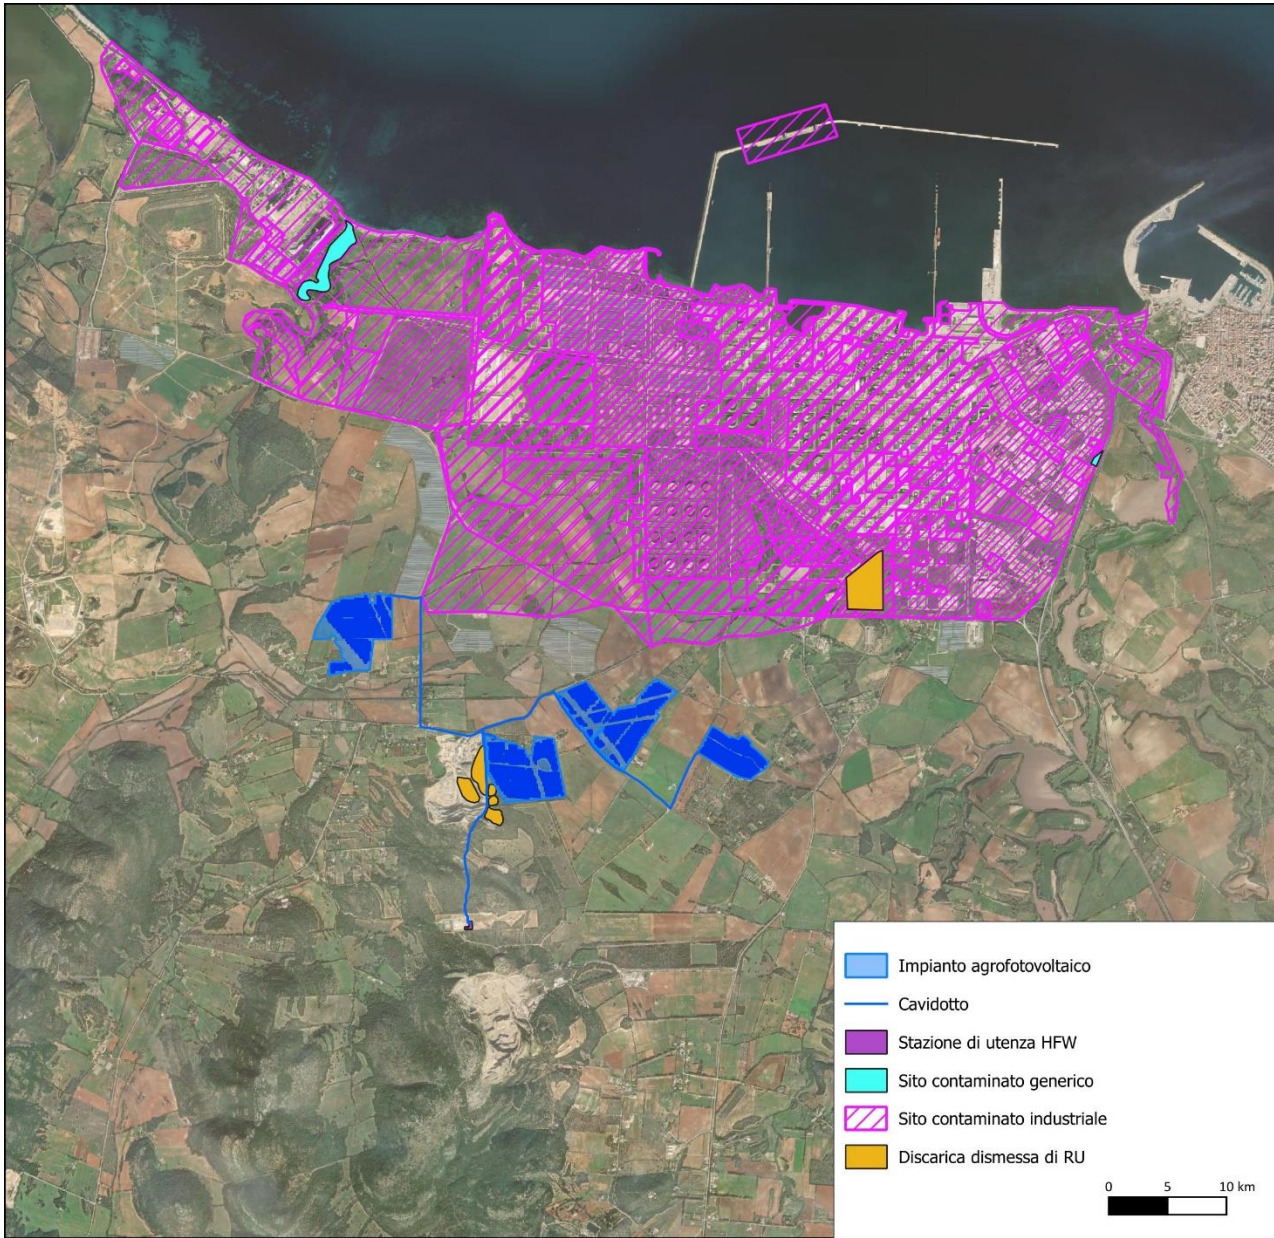 Impianto agrofotovoltaico
Cavidotto
Stazione di utenza HFW
Sito contaminato generico
Sito contaminato industriale
Discarica dismessa di RU
0 5 10 km